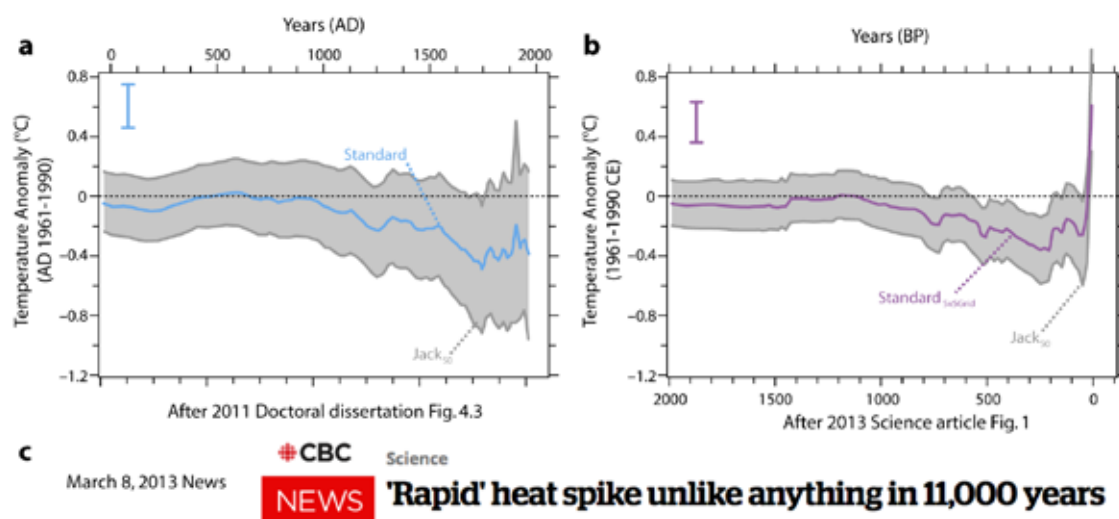 a
Years (AD)
0 500 1000 1500 2000
0.8
0.4
0
−0.4
−0.8
−1.2
Temperature Anomaly (°C)
(AD 1961-1990)
Standard
Jack50
After 2011 Doctoral dissertation Fig. 4.3
b
Years (BP)
0.8
0.4
0
−0.4
−0.8
−1.2
Temperature Anomaly (°C)
(1961-1990 CE)
Standard5x5Grid
Jack50
2000 1500 1000 500 0
After 2013 Science article Fig. 1
c
March 8, 2013 News
CBC
NEWS
Science
'Rapid' heat spike unlike anything in 11,000 years